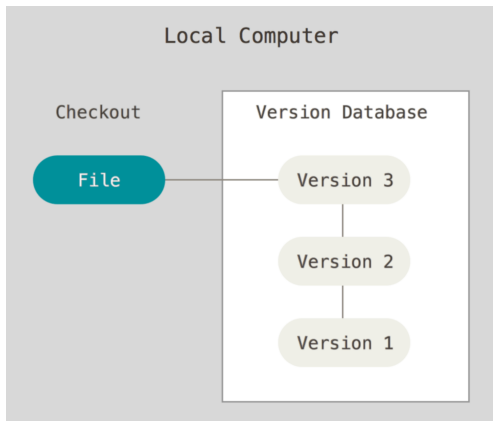 Local Computer
Checkout
Version Database
File
Version 3
Version 2
Version 1